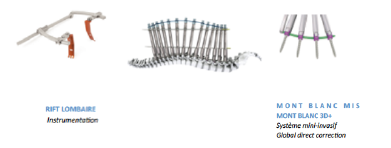 RIFT LOMBAIRE
Instrumentation
MONT BLANC MIS
MONT BLANC 3D+
Système mini-invasif
Global direct correction